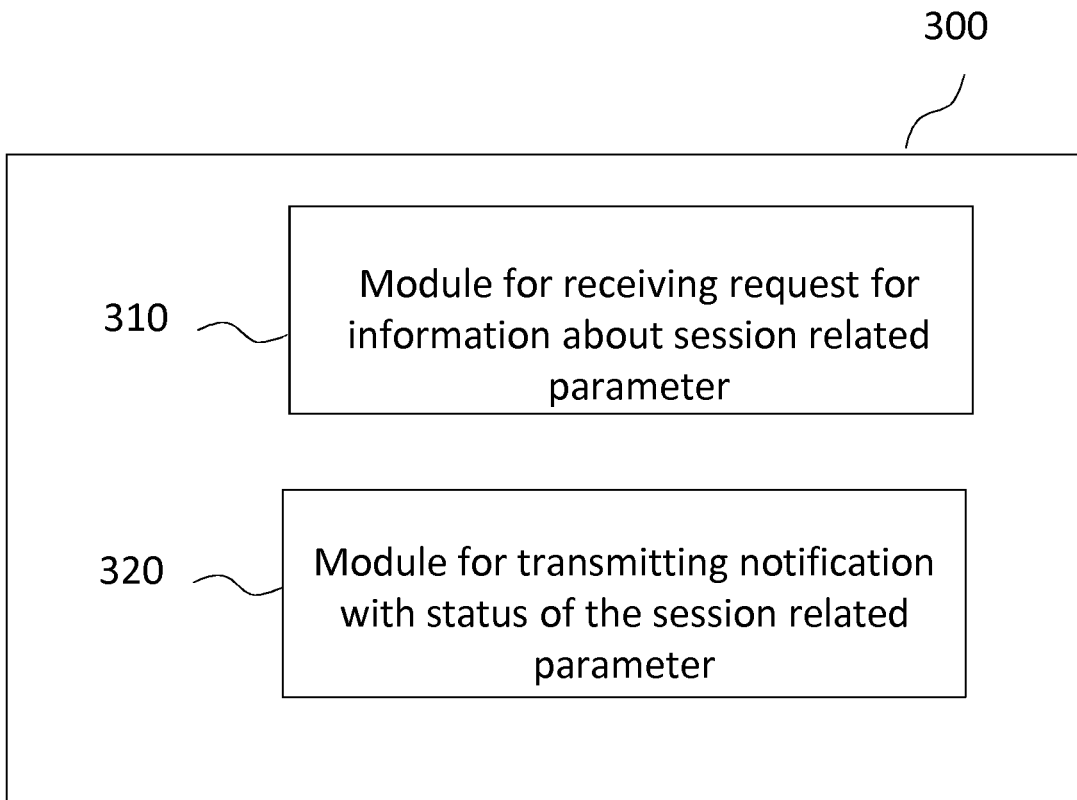 300
310
Module for receiving request for
information about session related
parameter
320
Module for transmitting notification
with status of the session related
parameter